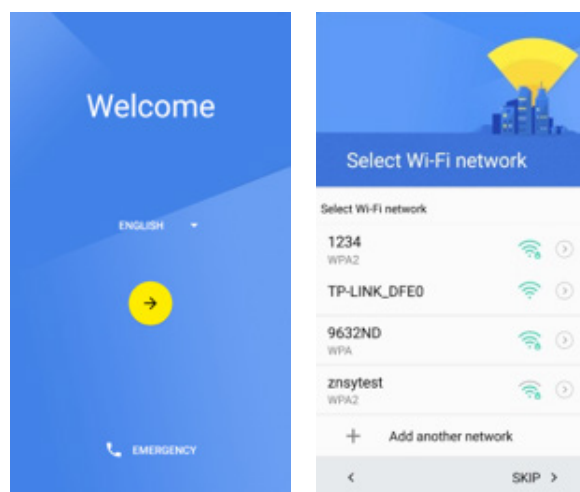 Welcome
ENGLISH
EMERGENCY
Select Wi-Fi network
Select Wi-Fi network
1234
WPA2
TP-LINK_DFE0
9632ND
WPA
znsytest
WPA2
Add another network
SKIP